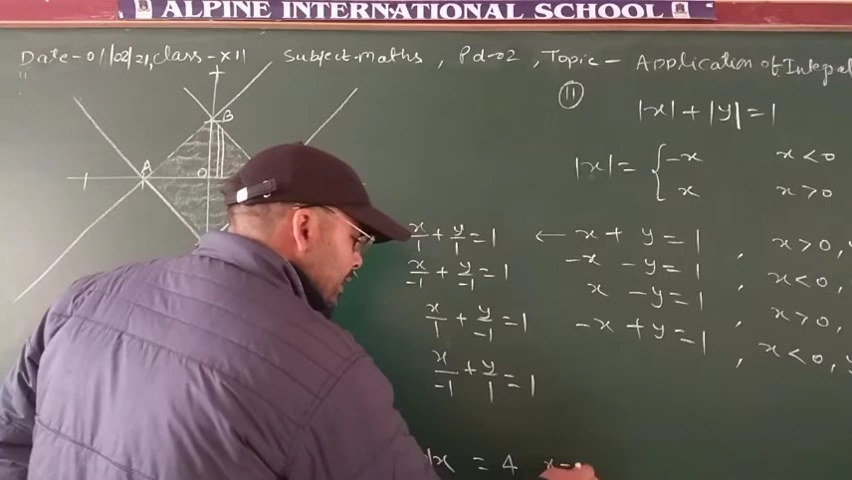 ALPINE INTERNATIONAL SCHOOL
Date - 01/02/21, class - XII Subject - maths , Pd-02 , Topic - Application of Integral
11
|x| + |y| = 1
|x| = { -x x < 0
x x > 0
x/1 + y/1 = 1 ← x + y = 1 , x > 0,
x/-1 + y/-1 = 1 -x - y = 1 , x < 0,
x/1 + y/-1 = 1 x - y = 1 , x > 0,
x/-1 + y/1 = 1 -x + y = 1 , x < 0, y
B
A
O
x = 4 x -